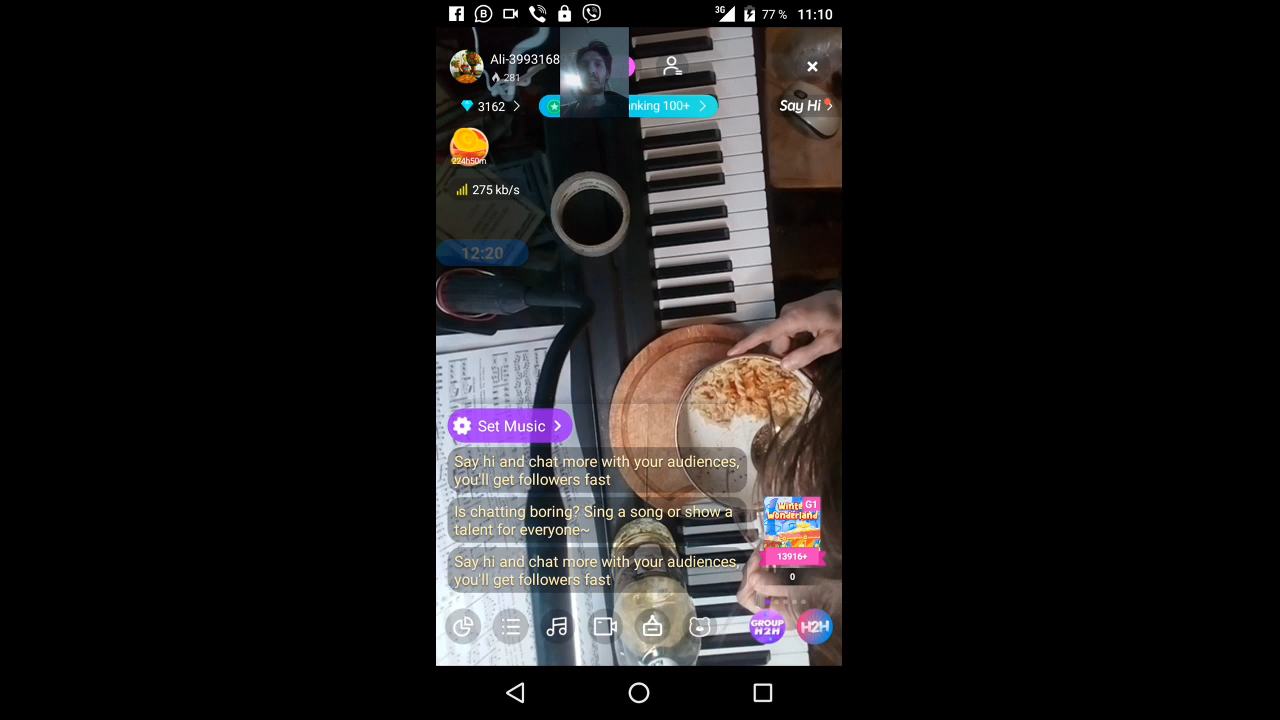 3G
77 %
11:10
Ali-3993168
281
3162
nking 100+
Say Hi
224h50m
275 kb/s
12:20
Set Music
Say hi and chat more with your audiences,
you'll get followers fast
Is chatting boring? Sing a song or show a
talent for everyone~
Say hi and chat more with your audiences,
you'll get followers fast
G1
Winte
Wonderland
13916+
0
GROUP
H2H
H2H